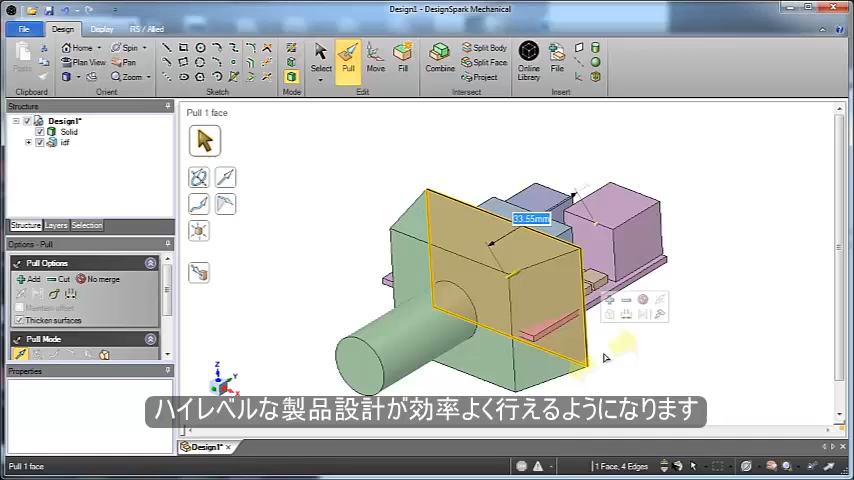 Design1 - DesignSpark Mechanical
File Design Display RS / Allied
Home Spin
Plan View Pan
Zoom
Paste
Select Pull Move Fill
Combine
Split Body
Split Face
Project
Online Library
File
Clipboard Orient Sketch Mode Edit Intersect Insert
Structure
Design1*
Solid
idf
Structure Layers Selection
Options - Pull
Pull Options
Add Cut No merge
Maintain offset
Thicken surfaces
Pull Mode
Properties
Pull 1 face
33.55mm
Z
Y
X
ハイレベルな製品設計が効率よく行えるようになります
Design1*
Pull 1 face
1 Face, 4 Edges